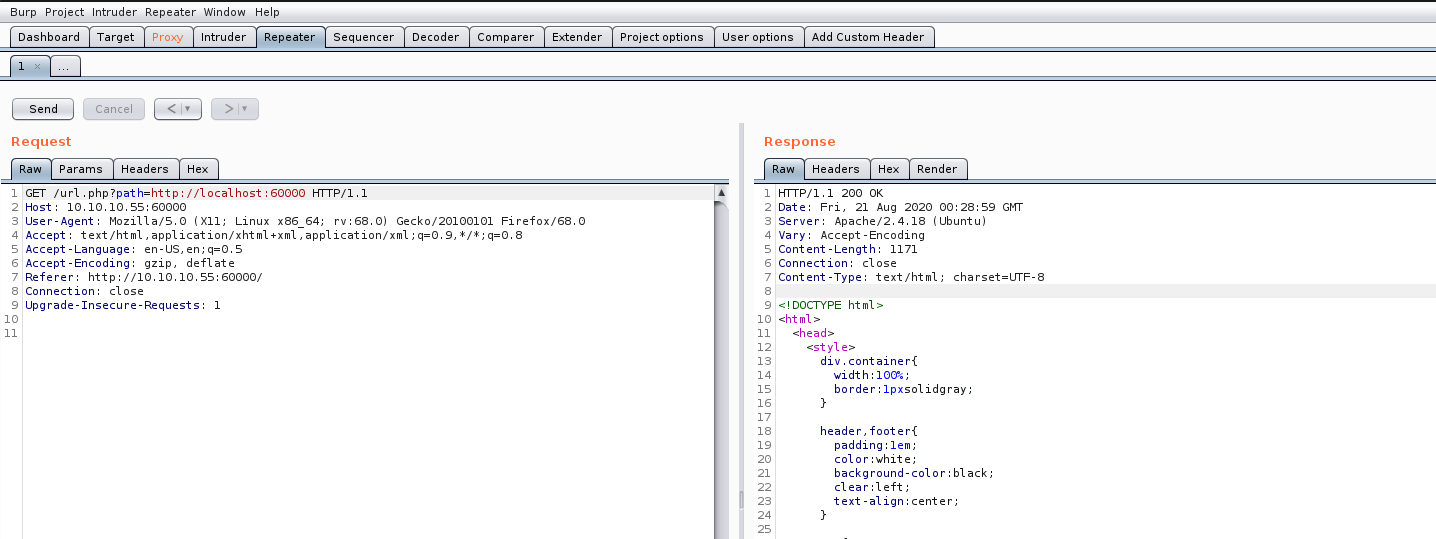 Burp Project Intruder Repeater Window Help
Dashboard Target Proxy Intruder Repeater Sequencer Decoder Comparer Extender Project options User options Add Custom Header
1 × ...
Send Cancel < ▼ > ▼
Request
Raw Params Headers Hex
1 GET /url.php?path=http://localhost:60000 HTTP/1.1
2 Host: 10.10.10.55:60000
3 User-Agent: Mozilla/5.0 (X11; Linux x86_64; rv:68.0) Gecko/20100101 Firefox/68.0
4 Accept: text/html,application/xhtml+xml,application/xml;q=0.9,*/*;q=0.8
5 Accept-Language: en-US,en;q=0.5
6 Accept-Encoding: gzip, deflate
7 Referer: http://10.10.10.55:60000/
8 Connection: close
9 Upgrade-Insecure-Requests: 1
10
11
Response
Raw Headers Hex Render
1 HTTP/1.1 200 OK
2 Date: Fri, 21 Aug 2020 00:28:59 GMT
3 Server: Apache/2.4.18 (Ubuntu)
4 Vary: Accept-Encoding
5 Content-Length: 1171
6 Connection: close
7 Content-Type: text/html; charset=UTF-8
8
9 <!DOCTYPE html>
10 <html>
11 <head>
12 <style>
13 div.container{
14 width:100%;
15 border:1pxsolidgray;
16 }
17
18 header,footer{
19 padding:1em;
20 color:white;
21 background-color:black;
22 clear:left;
23 text-align:center;
24 }
25